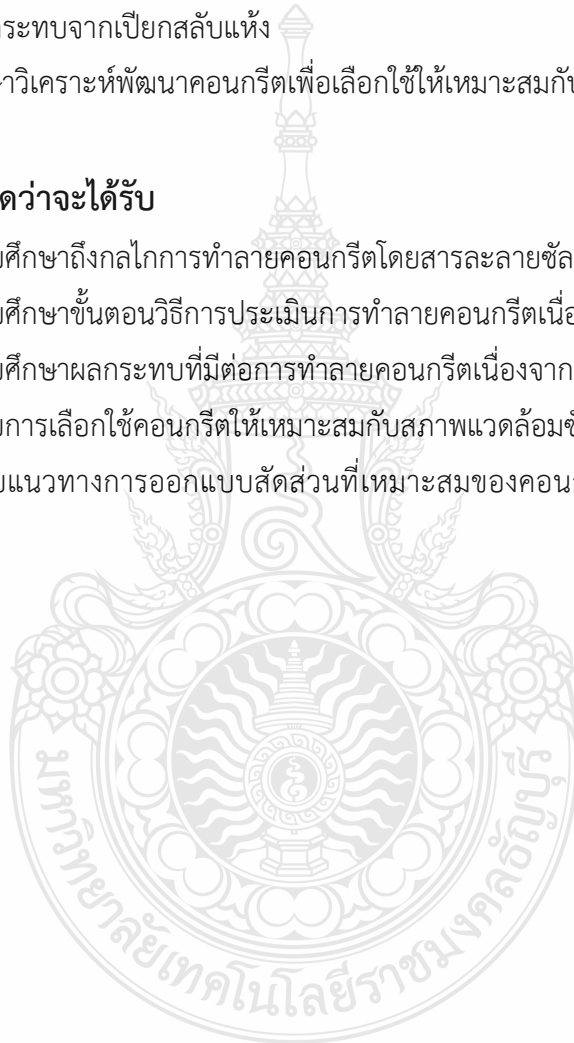 ระทบจากเปียกสลับแห้ง
าวิเคราะห์พัฒนาคอนกรีตเพื่อเลือกใช้ให้เหมาะสมกับ
ดว่าจะได้รับ
ศึกษาถึงกลไกการทำลายคอนกรีตโดยสารละลายซัล
ศึกษาขั้นตอนวิธีการประเมินการทำลายคอนกรีตเนื่อ
ศึกษาผลกระทบที่มีต่อการทำลายคอนกรีตเนื่องจาก
การเลือกใช้คอนกรีตให้เหมาะสมกับสภาพแวดล้อมซั
แนวทางการออกแบบสัดส่วนที่เหมาะสมของคอน
มหาวิทยาลัยเทคโนโลยีราชมงคลธัญบุรี